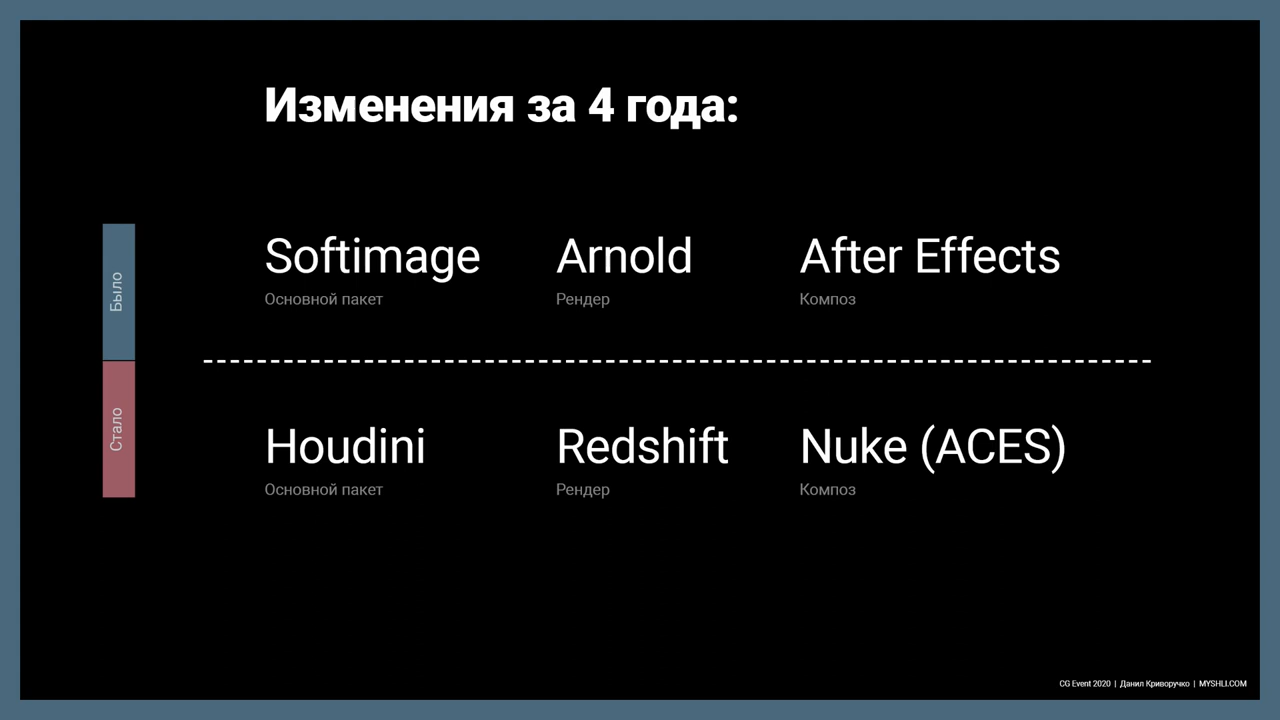 Изменения за 4 года:
Было
Softimage Arnold After Effects
Основной пакет Рендер Композ
Стало
Houdini Redshift Nuke (ACES)
Основной пакет Рендер Композ
CG Event 2020 | Данил Криворучко | MYSHLI.COM